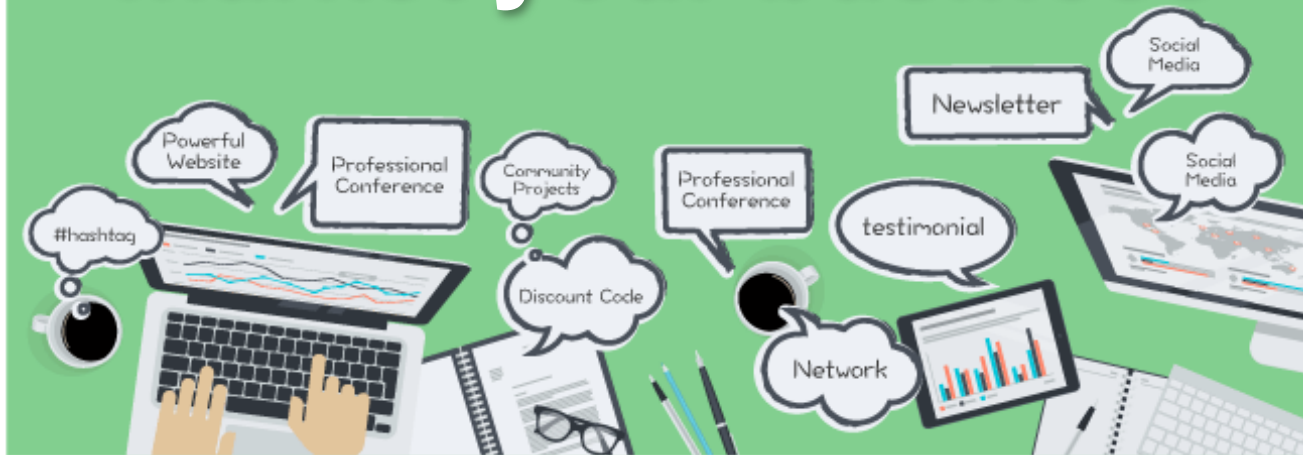 Social
Media
Newsletter
Powerful
Website
Professional
Conference
Community
Projects
Professional
Conference
Social
Media
#hashtag
testimonial
Discount Code
Network